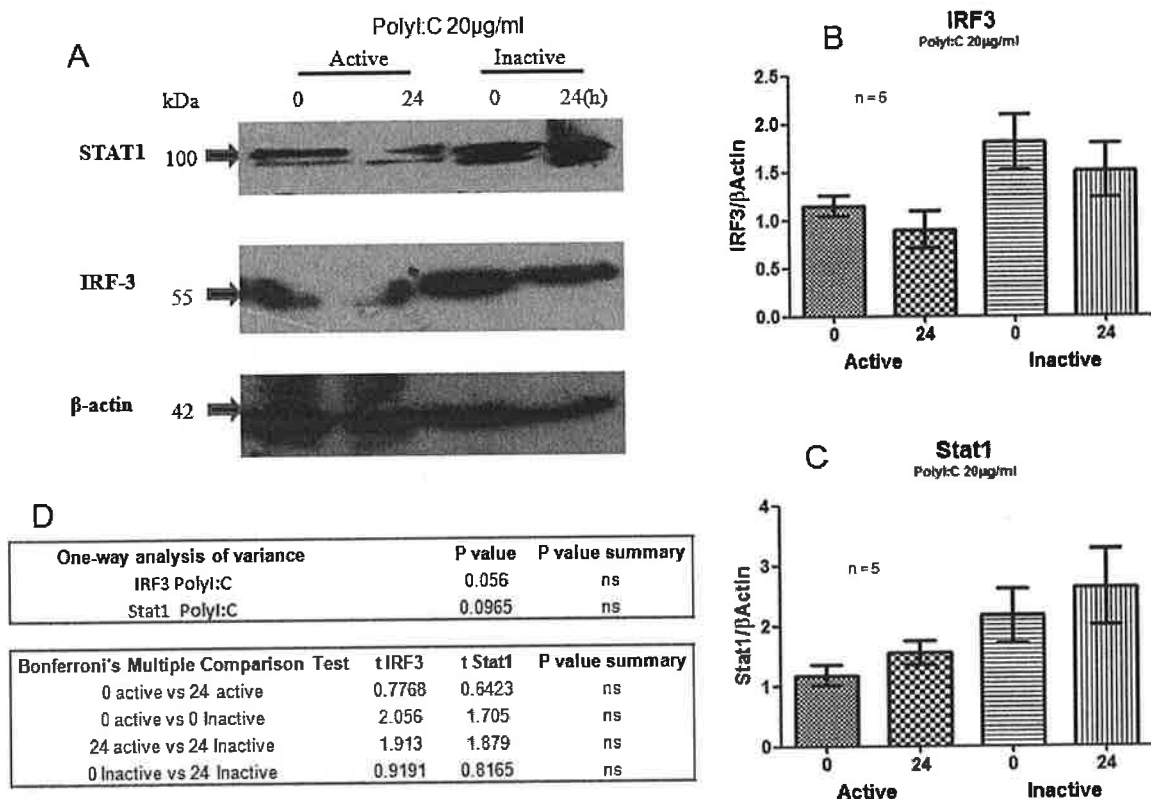 A
PolyI:C 20µg/ml
Active Inactive
kDa 0 24 0 24(h)
STAT1 100
IRF-3 55
β-actin 42
B
IRF3
PolyI:C 20µg/ml
n = 5
IRF3/βActin
2.5
2.0
1.5
1.0
0.5
0.0
0 24 0 24
Active Inactive
C
Stat1
PolyI:C 20µg/ml
n = 5
Stat1/βActin
4
3
2
1
0
0 24 0 24
Active Inactive
D
One-way analysis of variance P value P value summary
IRF3 PolyI:C 0.056 ns
Stat1 PolyI:C 0.0965 ns
Bonferroni's Multiple Comparison Test t IRF3 t Stat1 P value summary
0 active vs 24 active 0.7768 0.6423 ns
0 active vs 0 Inactive 2.056 1.705 ns
24 active vs 24 Inactive 1.913 1.879 ns
0 Inactive vs 24 Inactive 0.9191 0.8165 ns